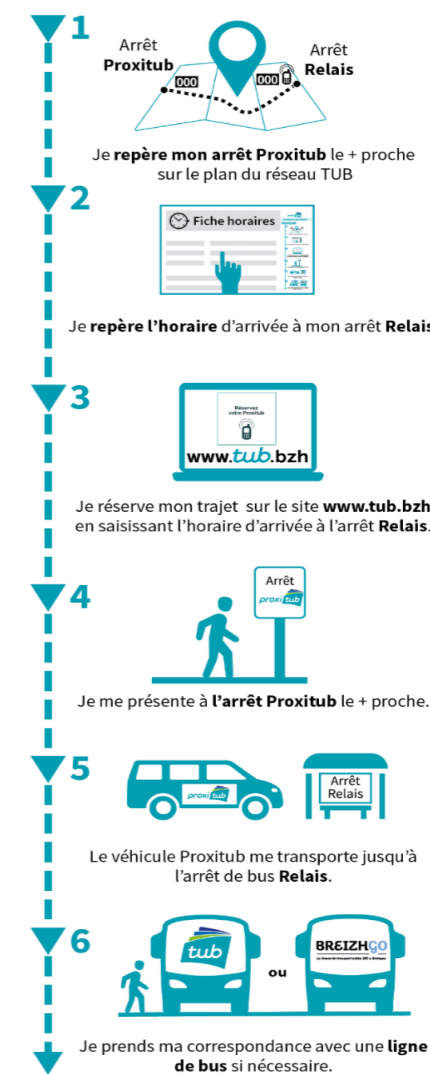 1
Arrêt
Proxitub
Arrêt
Relais
000
000
Je repère mon arrêt Proxitub le + proche
sur le plan du réseau TUB
2
Fiche horaires
Je repère l'horaire d'arrivée à mon arrêt Relais
3
Réservez
votre Proxitub
www.tub.bzh
Je réserve mon trajet sur le site www.tub.bzh
en saisissant l'horaire d'arrivée à l'arrêt Relais.
4
Arrêt
proxitub
Je me présente à l'arrêt Proxitub le + proche.
5
proxitub
Arrêt
Relais
Le véhicule Proxitub me transporte jusqu'à
l'arrêt de bus Relais.
6
tub
ou
BREIZHGO
Je prends ma correspondance avec une ligne
de bus si nécessaire.